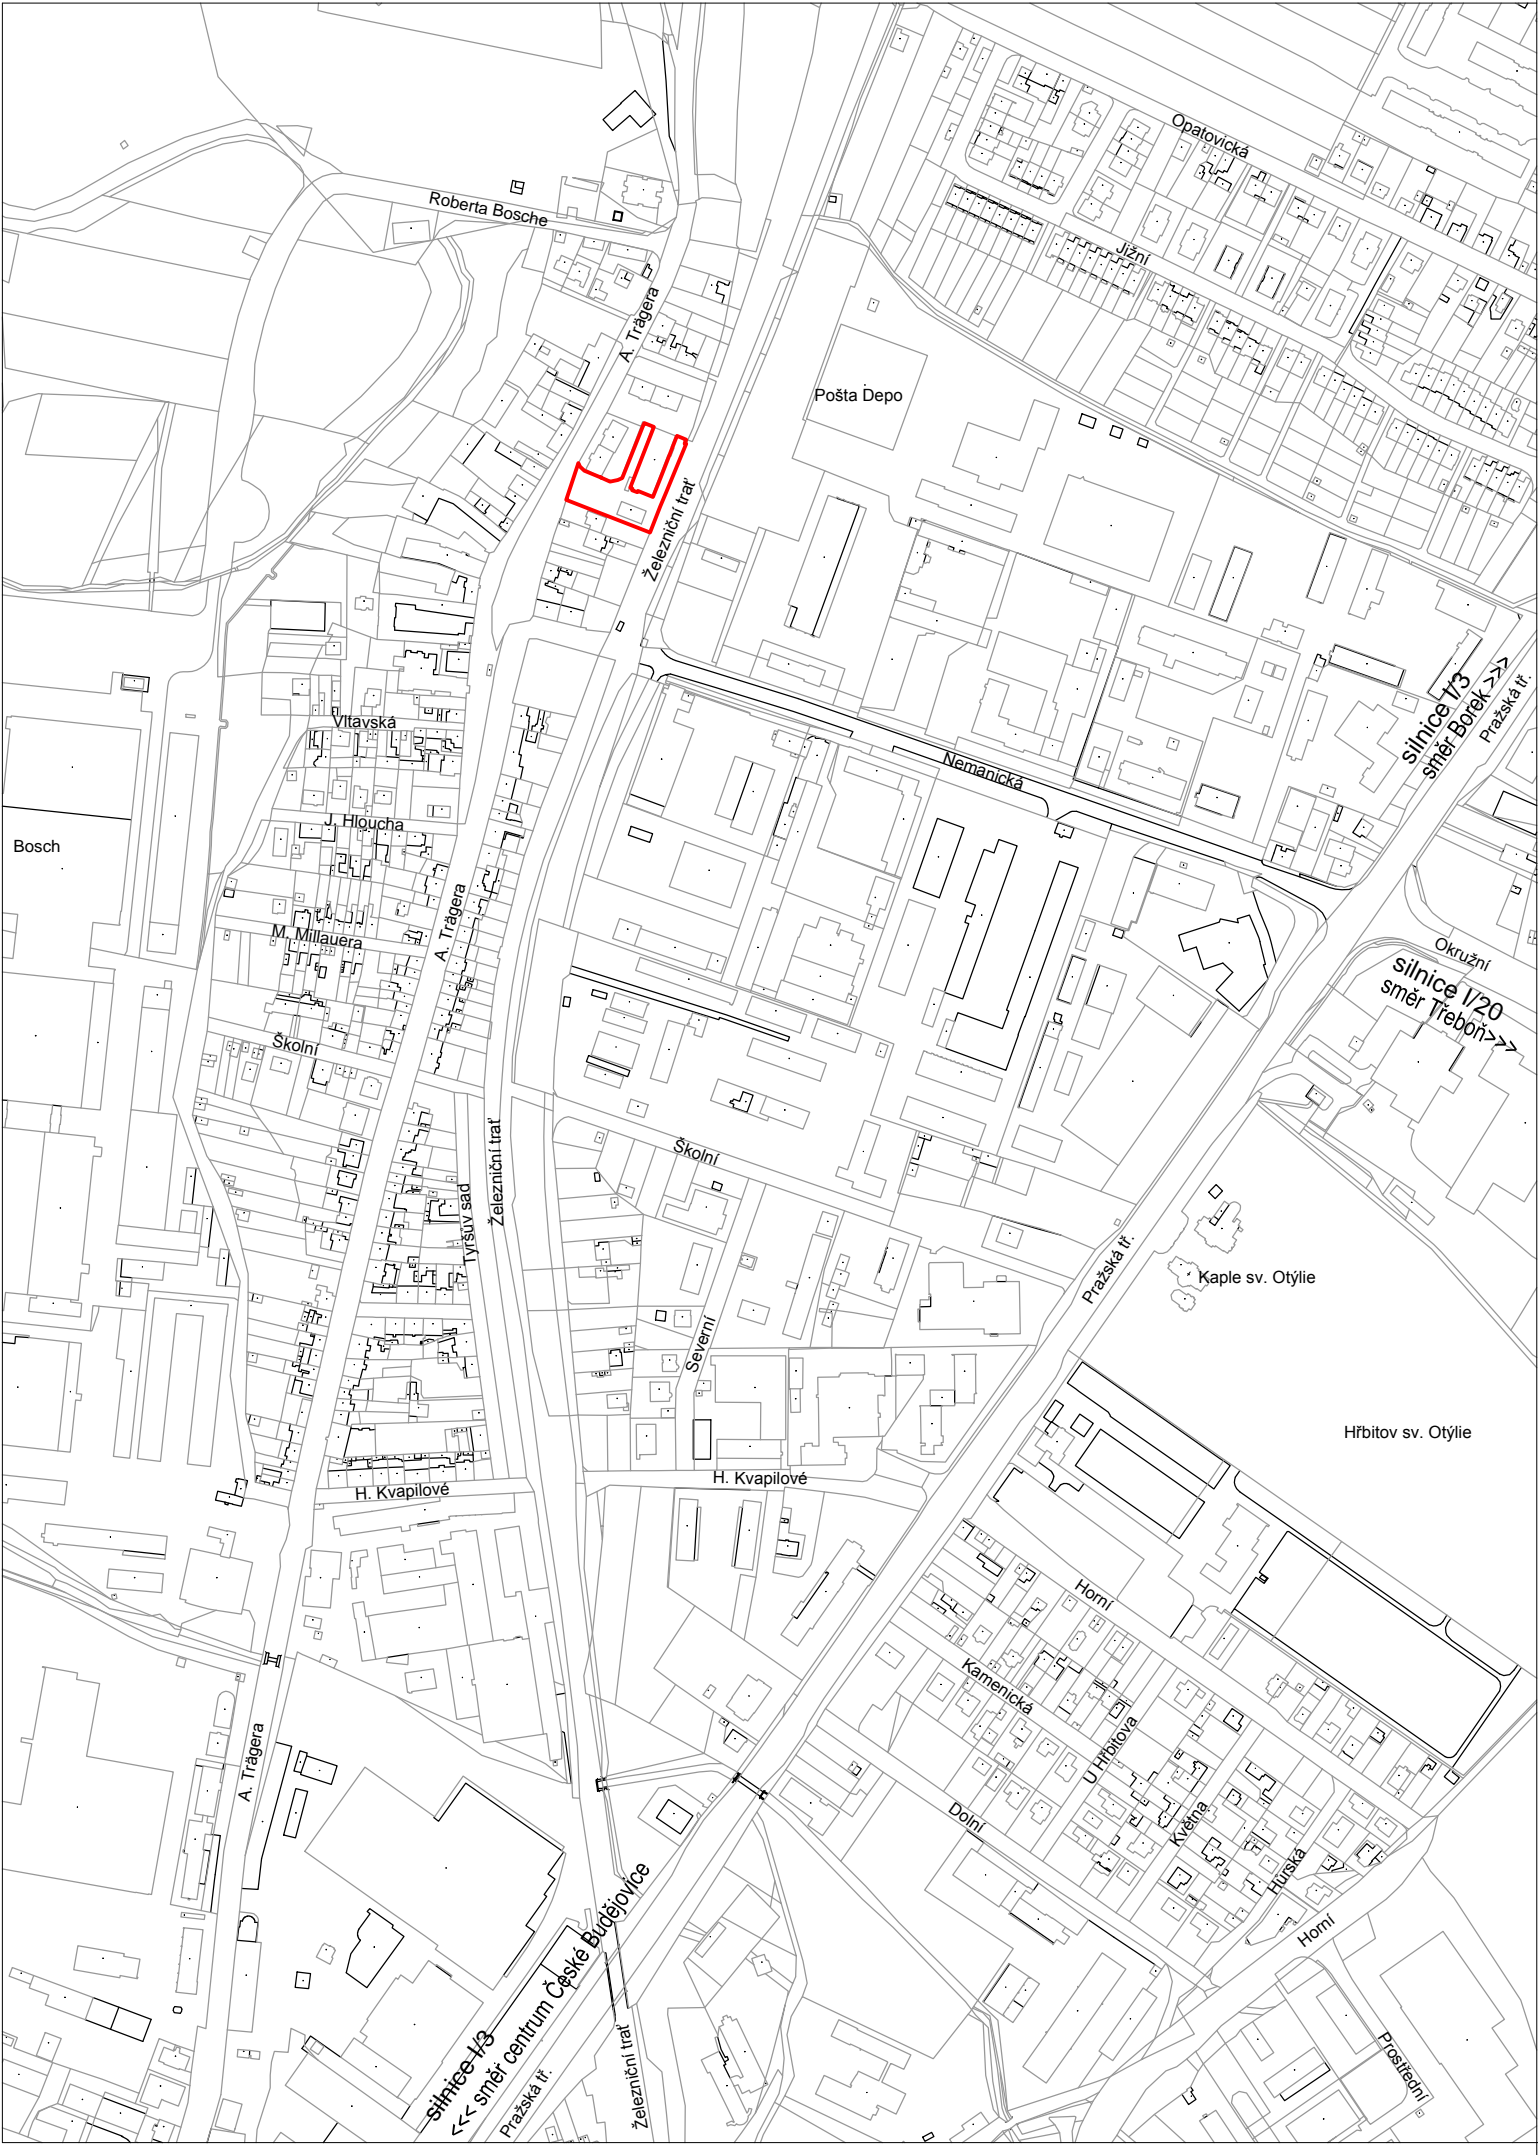 Opatovická
Roberta Bosche
Jižní
A. Trägera
Pošta Depo
Železniční trať
silnice I/3
směr Borek >>>
Pražská tř.
Vltavská
Nemanická
J. Hloucha
Bosch
A. Trägera
M. Millauera
Okružní
silnice I/20
směr Třeboň>>>
Školní
Železniční trať
Školní
Tyršův sad
Pražská tř.
Kaple sv. Otýlie
Severní
Hřbitov sv. Otýlie
H. Kvapilové
H. Kvapilové
Horní
Kamenická
U Hřbitova
A. Trägera
Dolní
Květná
Hůrská
Horní
silnice I/3
<<< směr centrum České Budějovice
Pražská tř.
Železniční trať
Prostřední